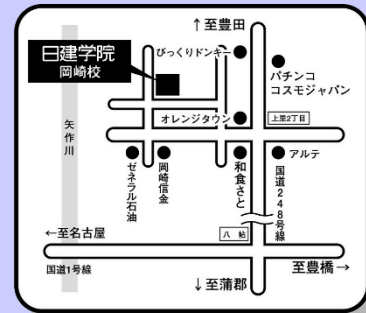 ↑至豊田
日建学院
岡崎校
びっくりドンキー
パチンコ
コスモジャパン
オレンジタウン
上里2丁目
矢作川
ゼネラル石油
岡崎信金
和食さと
アルテ
国道248号線
←至名古屋
八帖
国道1号線
至豊橋→
↓至蒲郡